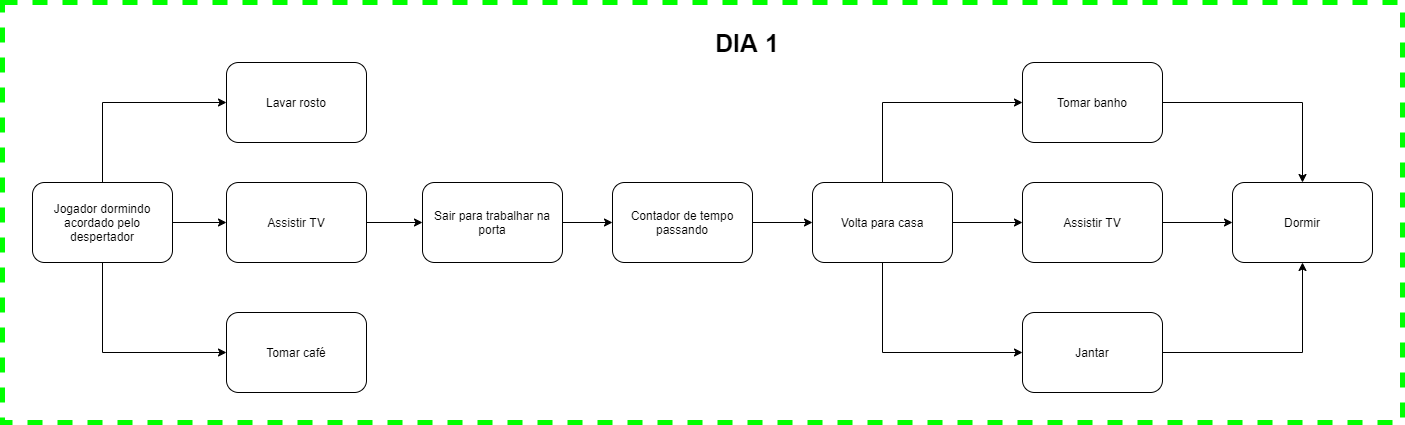 DIA 1
Lavar rosto
Tomar banho
Jogador dormindo
acordado pelo
despertador
Assistir TV
Sair para trabalhar na
porta
Contador de tempo
passando
Volta para casa
Assistir TV
Dormir
Tomar café
Jantar